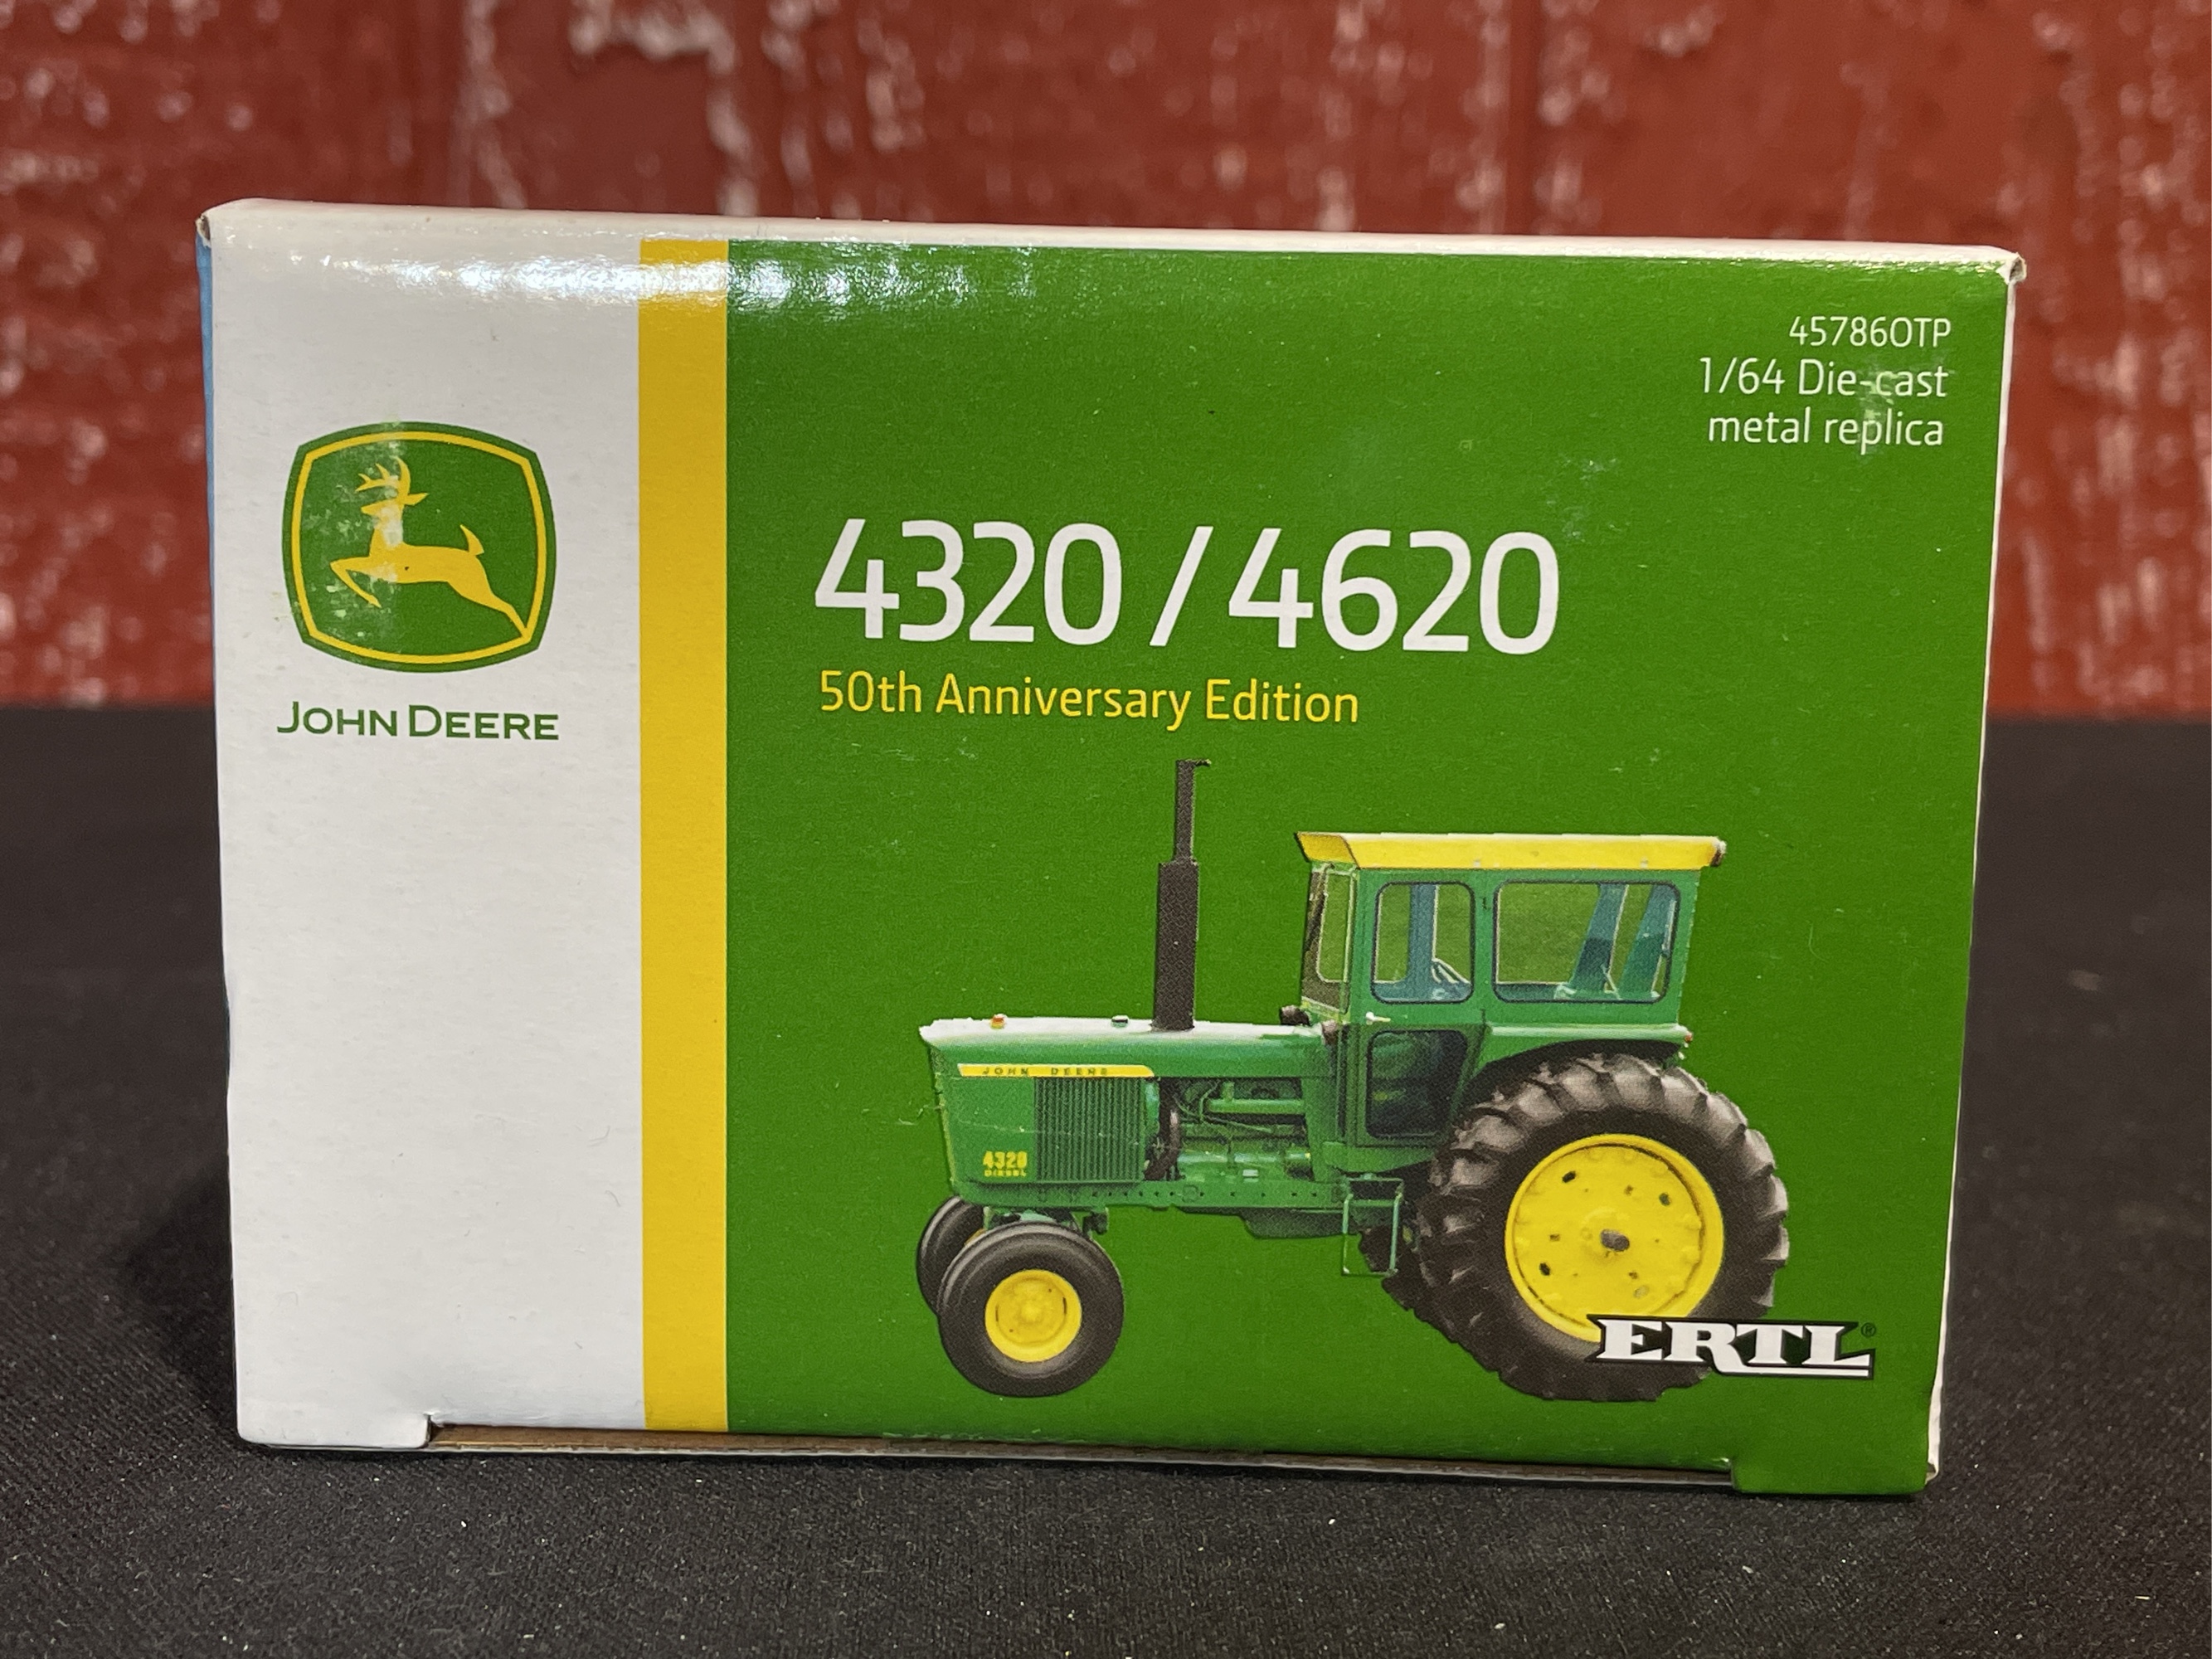 45786OTP
1/64 Die-cast
metal replica
4320 / 4620
50th Anniversary Edition
JOHN DEERE
JOHN DEERE
4320
DIESEL
ERTL®